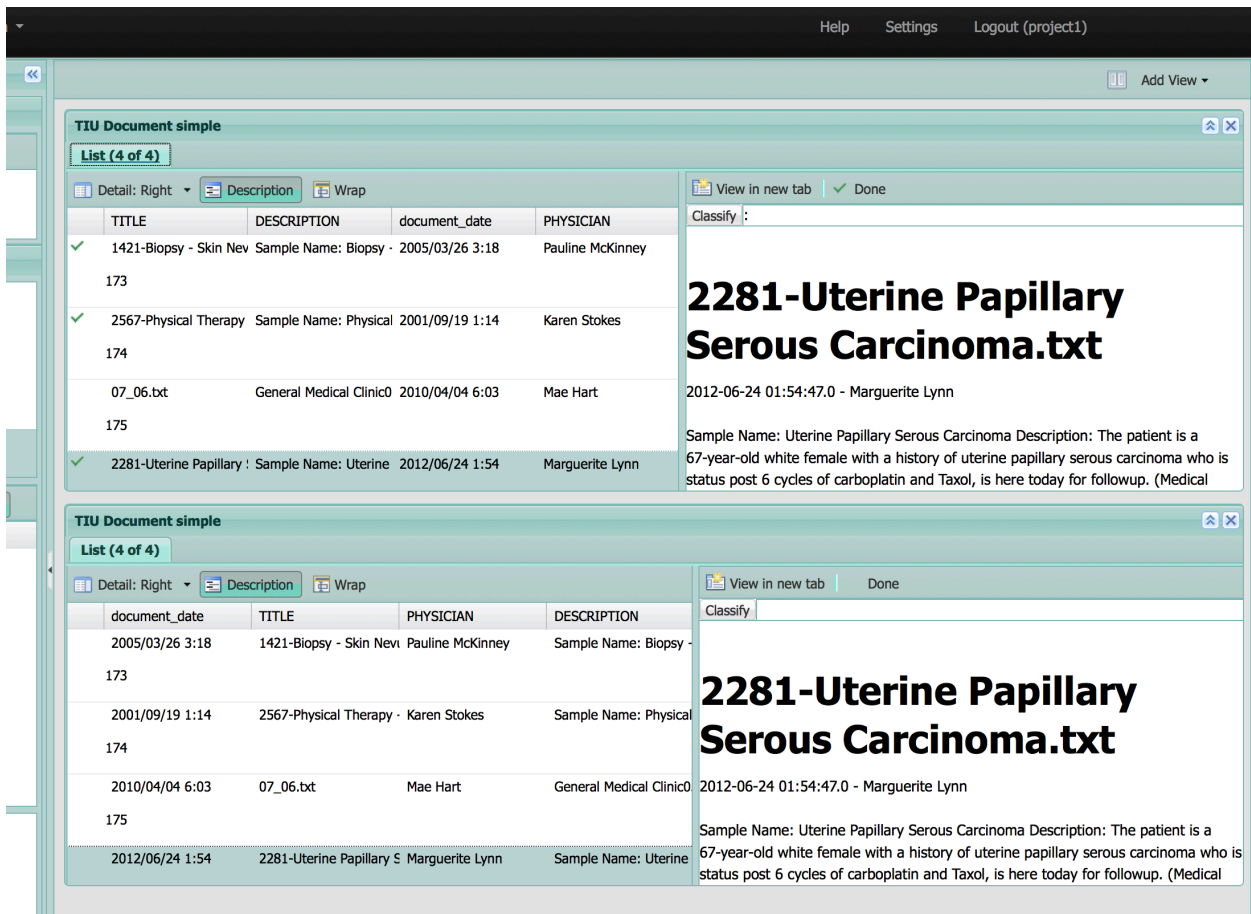 Help Settings Logout (project1)
Add View
TIU Document simple
List (4 of 4)
Detail: Right Description Wrap
TITLE DESCRIPTION document_date PHYSICIAN
1421-Biopsy - Skin Nev Sample Name: Biopsy - 2005/03/26 3:18 Pauline McKinney
173
2567-Physical Therapy Sample Name: Physical 2001/09/19 1:14 Karen Stokes
174
07_06.txt General Medical Clinic0 2010/04/04 6:03 Mae Hart
175
2281-Uterine Papillary Sample Name: Uterine 2012/06/24 1:54 Marguerite Lynn
View in new tab Done
Classify :
2281-Uterine Papillary
Serous Carcinoma.txt
2012-06-24 01:54:47.0 - Marguerite Lynn
Sample Name: Uterine Papillary Serous Carcinoma Description: The patient is a
67-year-old white female with a history of uterine papillary serous carcinoma who is
status post 6 cycles of carboplatin and Taxol, is here today for followup. (Medical
TIU Document simple
List (4 of 4)
Detail: Right Description Wrap
document_date TITLE PHYSICIAN DESCRIPTION
2005/03/26 3:18 1421-Biopsy - Skin Nevu Pauline McKinney Sample Name: Biopsy -
173
2001/09/19 1:14 2567-Physical Therapy - Karen Stokes Sample Name: Physical
174
2010/04/04 6:03 07_06.txt Mae Hart General Medical Clinic0
175
2012/06/24 1:54 2281-Uterine Papillary S Marguerite Lynn Sample Name: Uterine
View in new tab Done
Classify
2281-Uterine Papillary
Serous Carcinoma.txt
2012-06-24 01:54:47.0 - Marguerite Lynn
Sample Name: Uterine Papillary Serous Carcinoma Description: The patient is a
67-year-old white female with a history of uterine papillary serous carcinoma who is
status post 6 cycles of carboplatin and Taxol, is here today for followup. (Medical